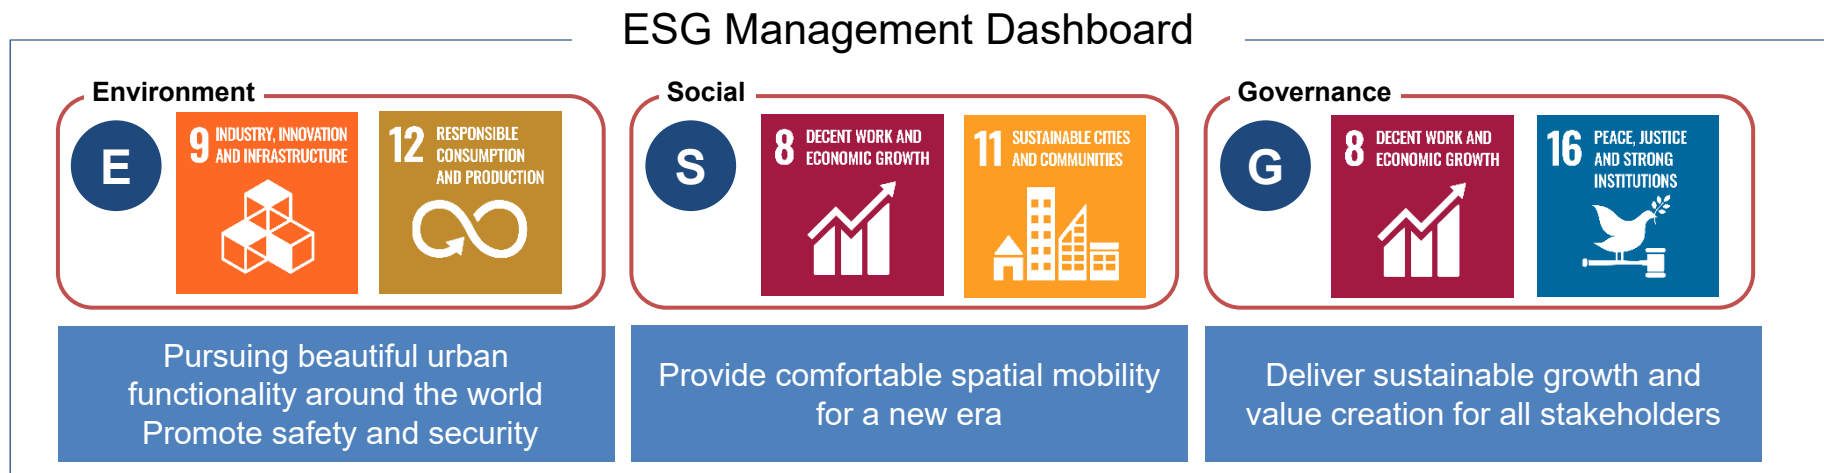 ESG Management Dashboard
Environment
E
9 INDUSTRY, INNOVATION
AND INFRASTRUCTURE
12 RESPONSIBLE
CONSUMPTION
AND PRODUCTION
Pursuing beautiful urban
functionality around the world
Promote safety and security
Social
S
8 DECENT WORK AND
ECONOMIC GROWTH
11 SUSTAINABLE CITIES
AND COMMUNITIES
Provide comfortable spatial mobility
for a new era
Governance
G
8 DECENT WORK AND
ECONOMIC GROWTH
16 PEACE, JUSTICE
AND STRONG
INSTITUTIONS
Deliver sustainable growth and
value creation for all stakeholders